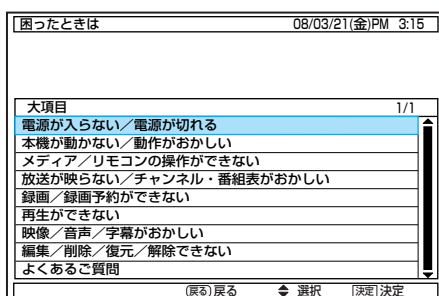 困ったときは 08/03/21(金)PM 3:15
大項目 1/1
電源が入らない／電源が切れる
本機が動かない／動作がおかしい
メディア／リモコンの操作ができない
放送が映らない／チャンネル・番組表がおかしい
録画／録画予約ができない
再生ができない
映像／音声／字幕がおかしい
編集／削除／復元／解除できない
よくあるご質問
戻る 戻る 選択 決定 決定